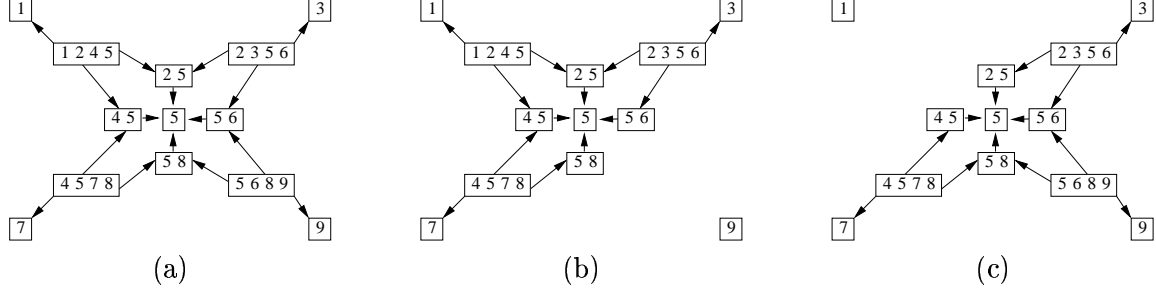 1 3 1 3 1 3
1 2 4 5 2 3 5 6 1 2 4 5 2 3 5 6 2 3 5 6
2 5 2 5 2 5
4 5 5 5 6 4 5 5 5 6 4 5 5 5 6
5 8 5 8 5 8
4 5 7 8 5 6 8 9 4 5 7 8 4 5 7 8 5 6 8 9
7 9 7 9 7 9
(a) (b) (c)